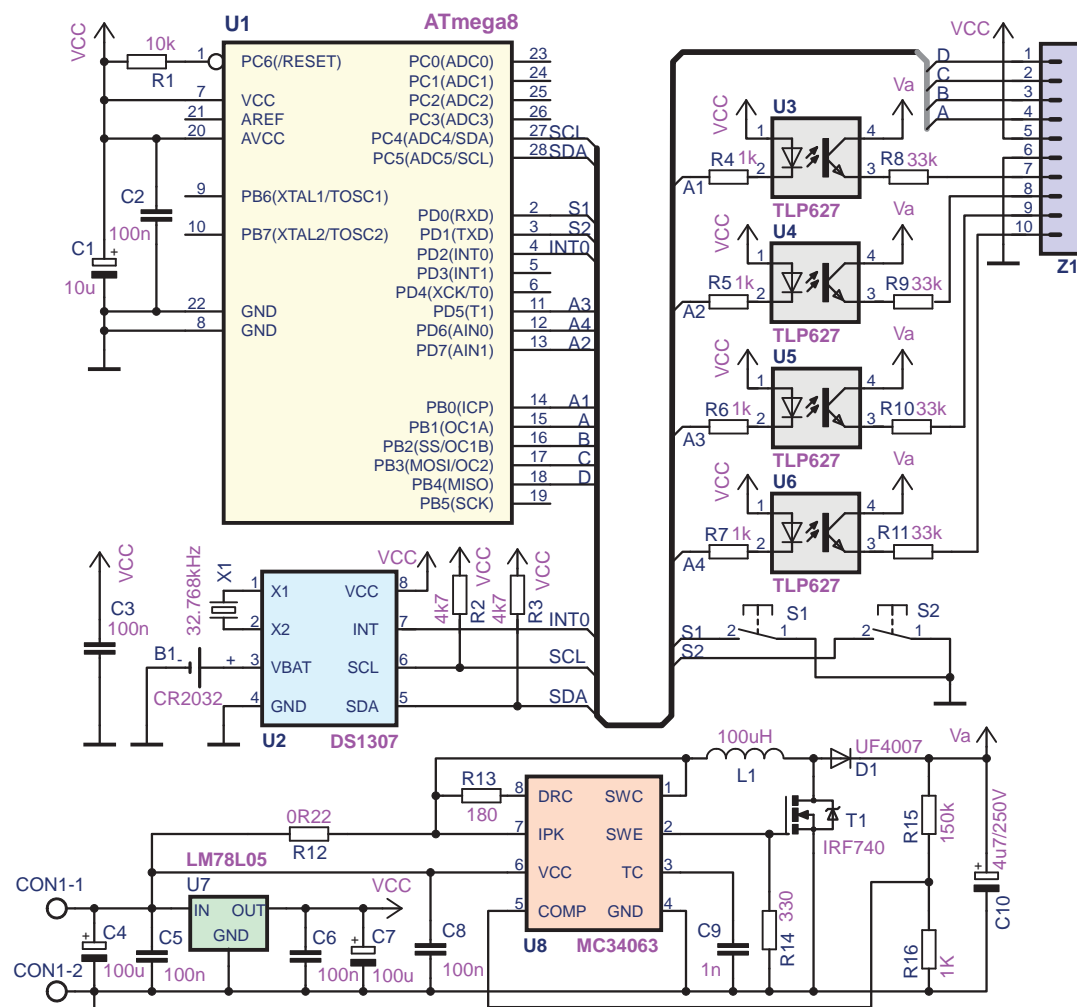 U1
ATmega8
VCC
10k
R1
1
PC6(/RESET)
PC0(ADC0)
23
PC1(ADC1)
24
7
VCC
PC2(ADC2)
25
21
AREF
PC3(ADC3)
26
20
AVCC
PC4(ADC4/SDA)
27
SCL
PC5(ADC5/SCL)
28
SDA
9
PB6(XTAL1/TOSC1)
C2
100n
PD0(RXD)
2
S1
10
PB7(XTAL2/TOSC2)
PD1(TXD)
3
S2
C1
+
10u
PD2(INT0)
4
INT0
PD3(INT1)
5
PD4(XCK/T0)
6
22
GND
PD5(T1)
11
A3
8
GND
PD6(AIN0)
12
A4
PD7(AIN1)
13
A2
PB0(ICP)
14
A1
PB1(OC1A)
15
A
PB2(SS/OC1B)
16
B
PB3(MOSI/OC2)
17
C
PB4(MISO)
18
D
PB5(SCK)
19
VCC
D
C
B
A
1
2
3
4
5
6
7
8
9
10
Z1
VCC
U3
Va
1
4
R4
1k
2
3
R8
33k
A1
TLP627
VCC
U4
Va
1
4
R5
1k
2
3
R9
33k
A2
TLP627
VCC
U5
Va
1
4
R6
1k
2
3
R10
33k
A3
TLP627
VCC
U6
Va
1
4
R7
1k
2
3
R11
33k
A4
TLP627
VCC
C3
100n
32.768kHz
X1
1
X1
VCC
8
VCC
4k7
R2
VCC
4k7
R3
VCC
2
X2
INT
7
INT0
B1
-
+
3
VBAT
SCL
6
SCL
CR2032
4
GND
SDA
5
SDA
U2
DS1307
S1
2
1
S1
S2
2
1
S2
100uH
L1
UF4007
D1
Va
R13
180
8
DRC
SWC
1
0R22
R12
7
IPK
SWE
2
T1
IRF740
R15
150k
4u7/250V
+
C10
6
VCC
TC
3
5
COMP
GND
4
U8
MC34063
R14
330
C9
1n
R16
1K
CON1-1
LM78L05
U7
IN
OUT
GND
VCC
C4
+
100u
C5
100n
C6
100n
+
C7
100u
C8
100n
CON1-2